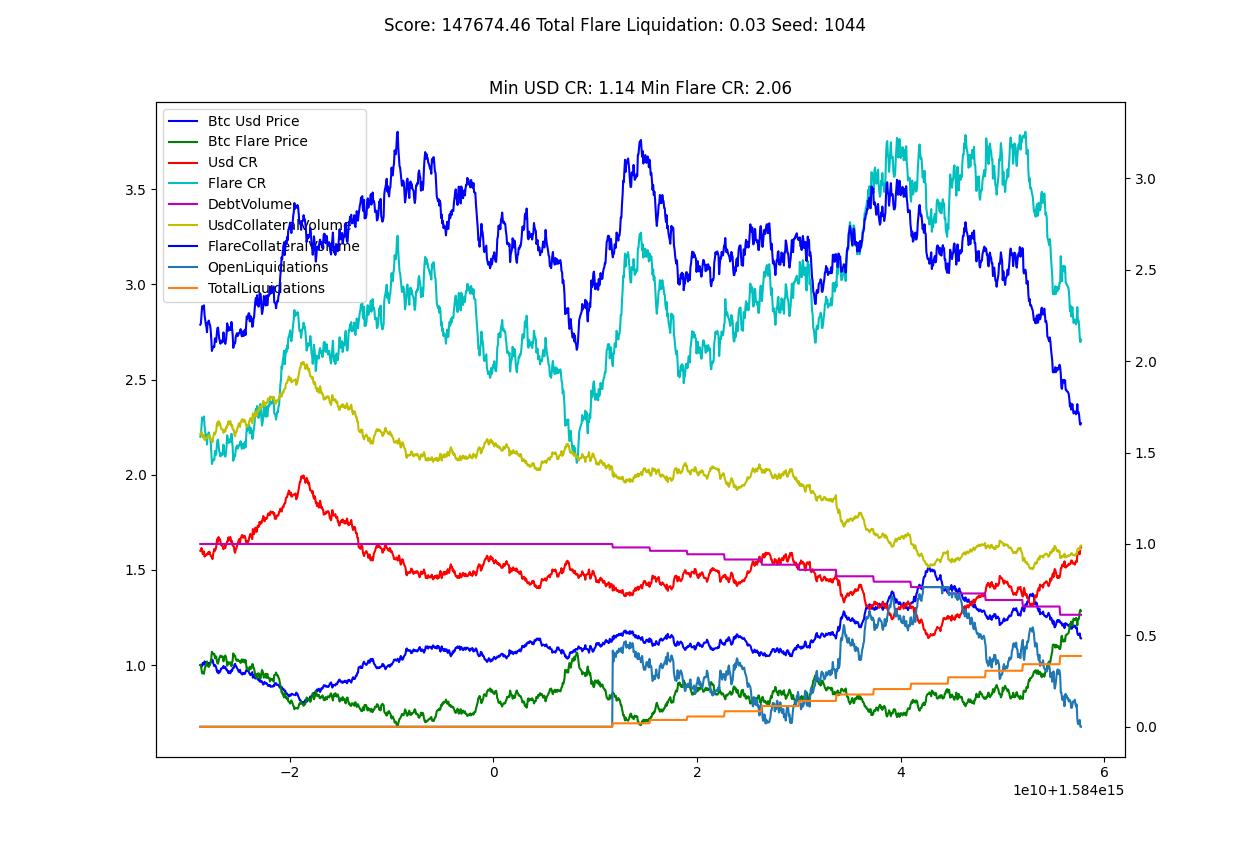 Score: 147674.46 Total Flare Liquidation: 0.03 Seed: 1044
Min USD CR: 1.14 Min Flare CR: 2.06
Btc Usd Price
Btc Flare Price
Usd CR
Flare CR
DebtVolume
UsdCollateralVolume
FlareCollateralVolume
OpenLiquidations
TotalLiquidations
3.5
3.0
2.5
2.0
1.5
1.0
3.0
2.5
2.0
1.5
1.0
0.5
0.0
−2 0 2 4 6
1e10+1.584e15